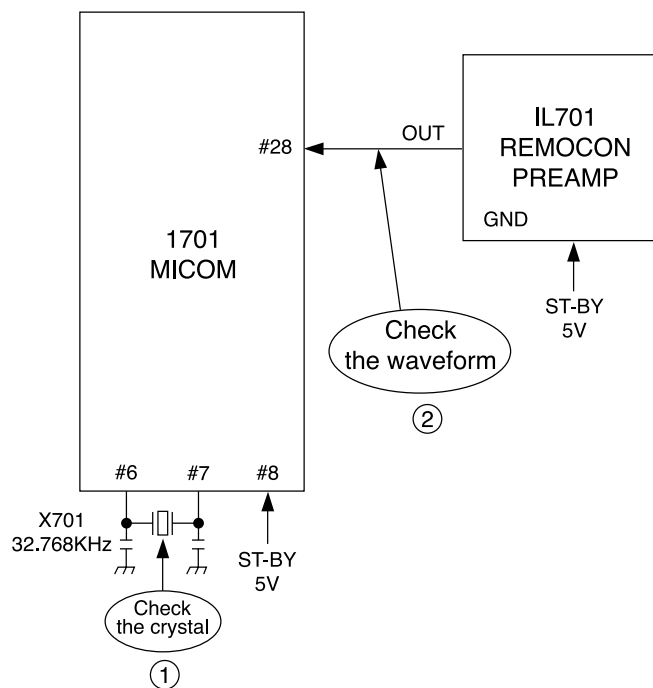 #28
OUT
IL701
REMOCON
PREAMP
GND
1701
MICOM
ST-BY
5V
Check
the waveform
2
#6
#7
#8
X701
32.768KHz
ST-BY
5V
Check
the crystal
1